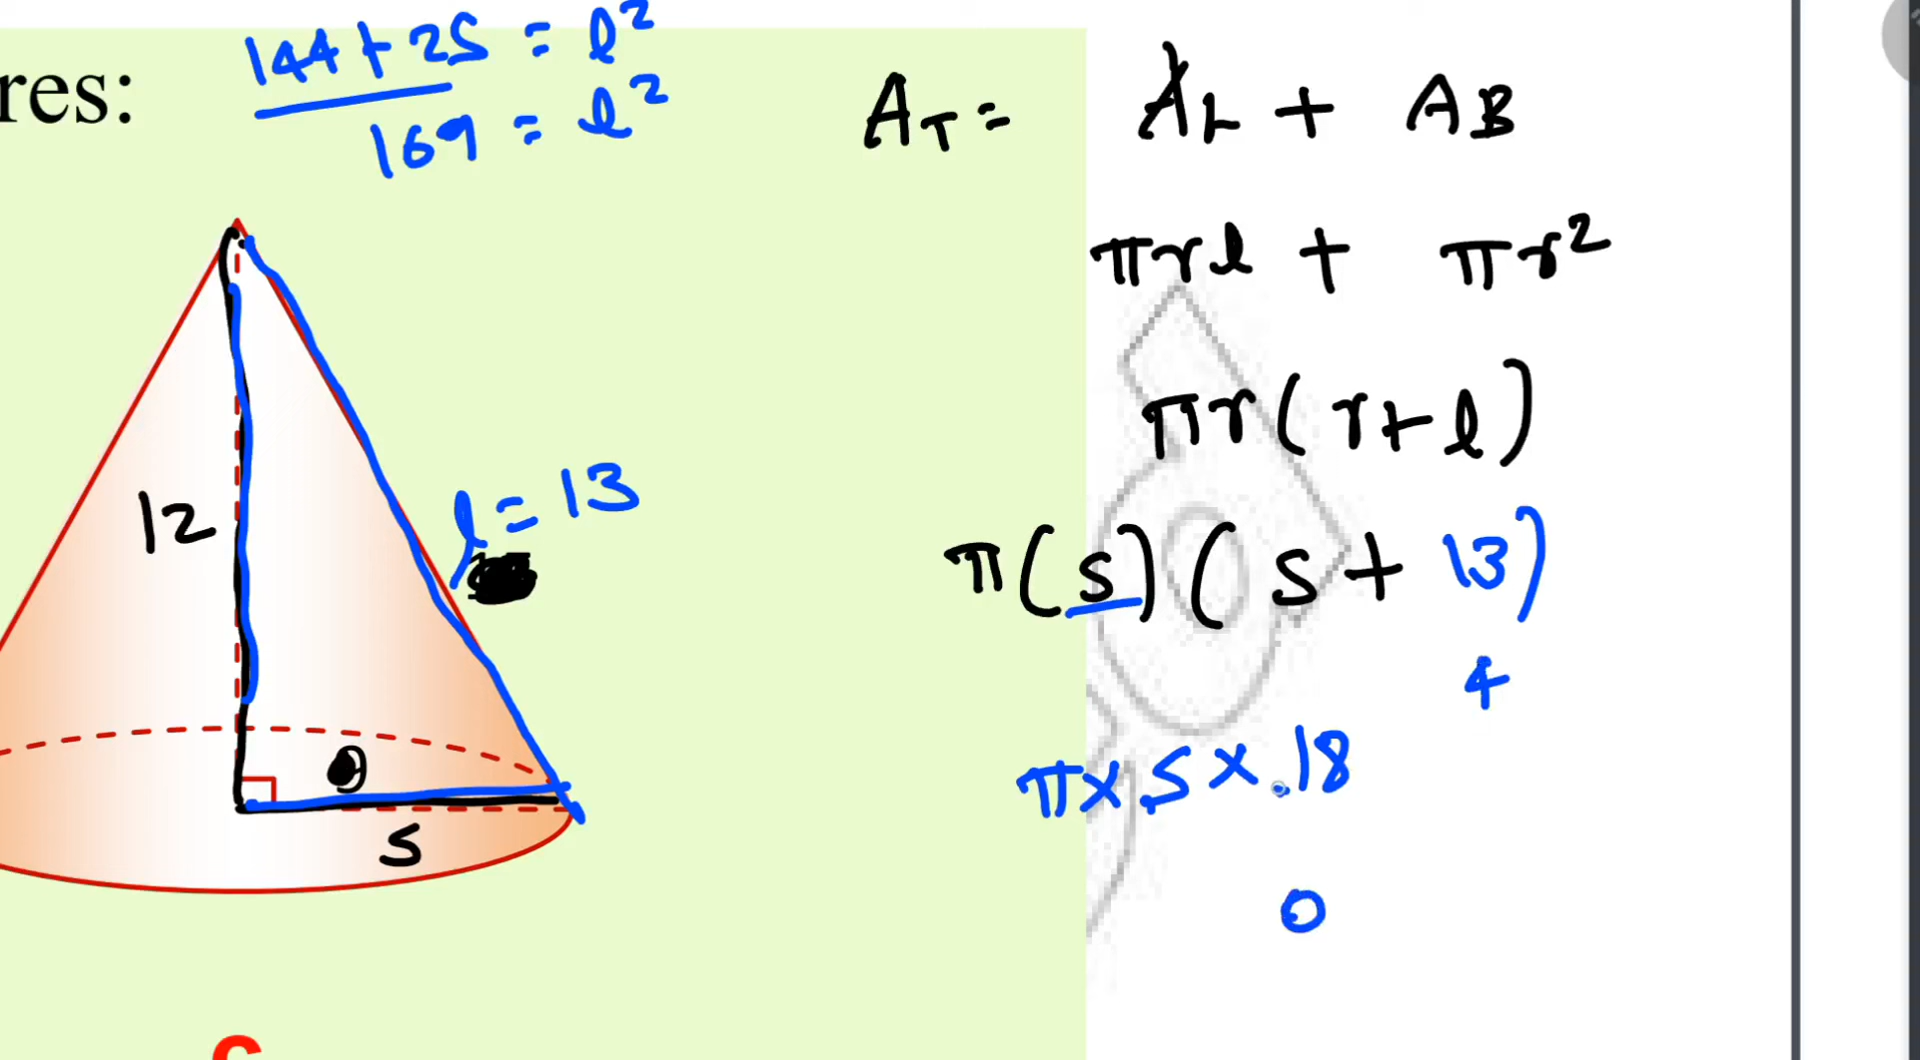 res:
144+25 = l²
169 = l²
A_T = A_L + A_B
πrl + πr²
πr(r+l)
12
l = 13
π(5)(5+13)
4
π×5×18
5
0